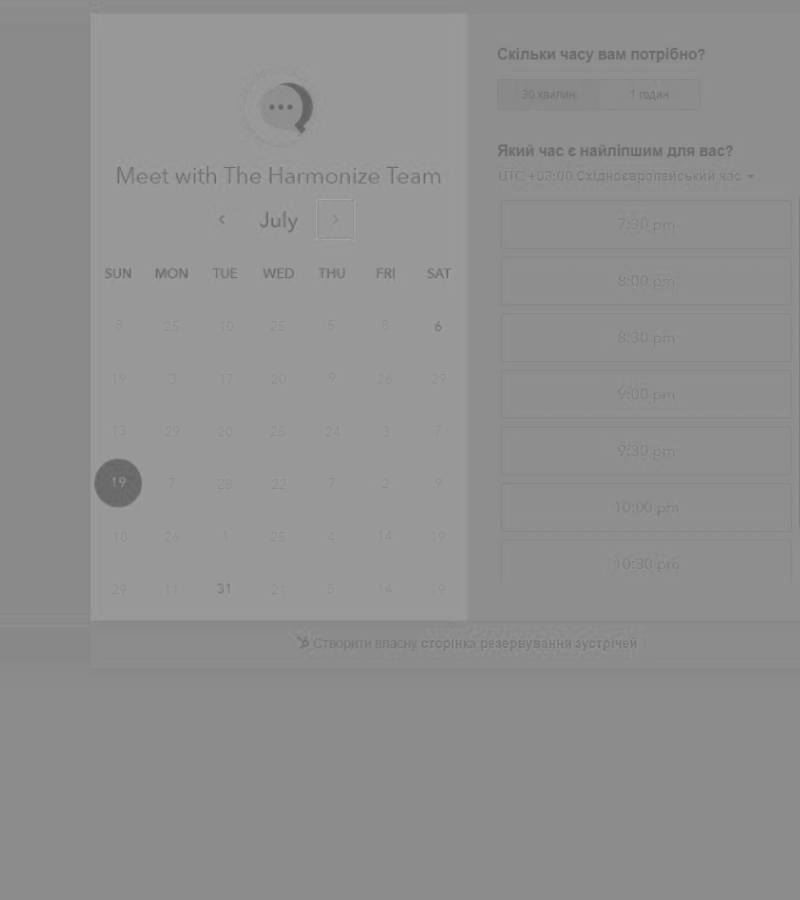 Meet with The Harmonize Team
July
SUN MON TUE WED THU FRI SAT
8 25 10 25 5 8 6
19 3 17 20 9 26 29
13 29 20 25 24 3 7
19 7 28 22 7 2 9
10 26 1 25 4 14 19
29 11 31 21 5 14 19
Скільки часу вам потрібно?
30 хвилин 1 годин
Який час є найліпшим для вас?
UTC +03:00 Східноєвропейський час
7:30 pm
8:00 pm
8:30 pm
9:00 pm
9:30 pm
10:00 pm
10:30 pm
Створити власну сторінка резервування зустрічей